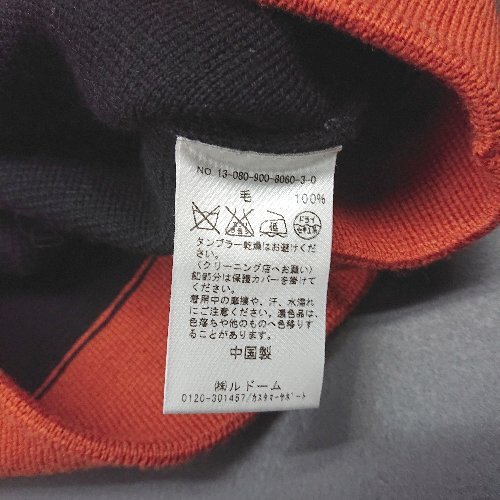 NO 13-080-900-8060-3-0
毛 100%
低 ドライ
タンブラー乾燥はお避けくださ
い。
(クリーニング店へお願い)
釦部分は保護カバーを掛けて
ください。
着用中の摩擦や、汗、水濡れ
にご注意ください。濃色品は、
色落ちや他のものへ色移りす
ることがあります。
中国製
㈱ルドーム
0120-301457/カスタマーサポート